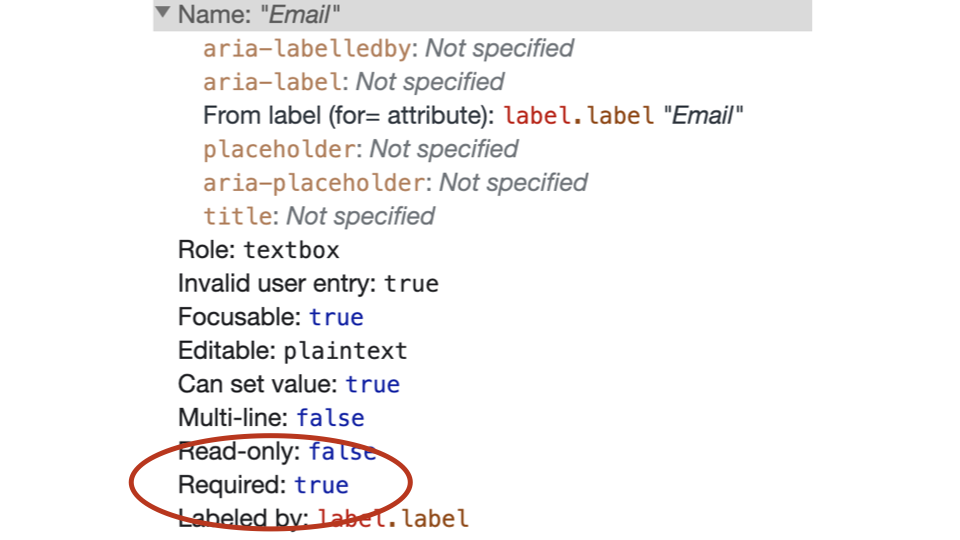 Name: "Email"
aria-labelledby: Not specified
aria-label: Not specified
From label (for= attribute): label.label "Email"
placeholder: Not specified
aria-placeholder: Not specified
title: Not specified
Role: textbox
Invalid user entry: true
Focusable: true
Editable: plaintext
Can set value: true
Multi-line: false
Read-only: false
Required: true
Labeled by: label.label